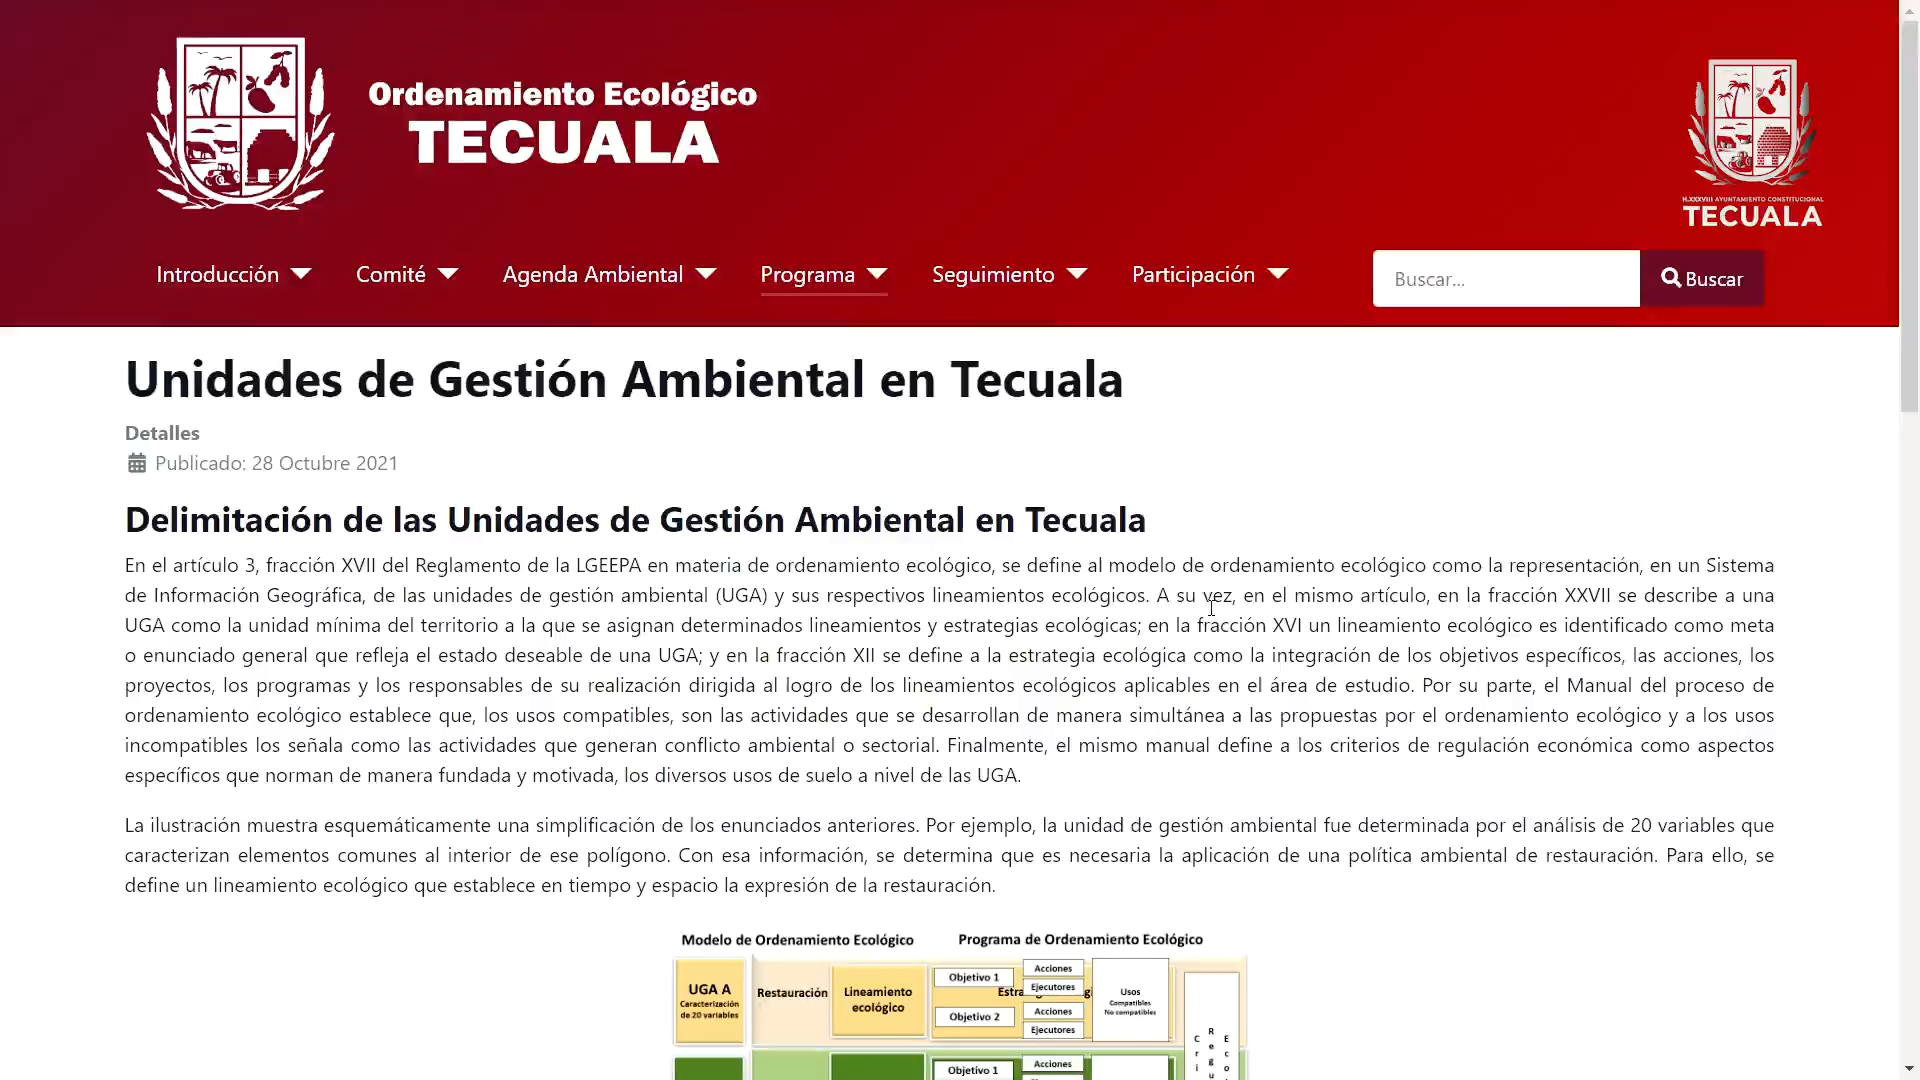 Ordenamiento Ecológico
TECUALA
H.XXXVIII AYUNTAMIENTO CONSTITUCIONAL
TECUALA
Introducción Comité Agenda Ambiental Programa Seguimiento Participación Buscar... Buscar
Unidades de Gestión Ambiental en Tecuala
Detalles
Publicado: 28 Octubre 2021
Delimitación de las Unidades de Gestión Ambiental en Tecuala
En el artículo 3, fracción XVII del Reglamento de la LGEEPA en materia de ordenamiento ecológico, se define al modelo de ordenamiento ecológico como la representación, en un Sistema
de Información Geográfica, de las unidades de gestión ambiental (UGA) y sus respectivos lineamientos ecológicos. A su vez, en el mismo artículo, en la fracción XXVII se describe a una
UGA como la unidad mínima del territorio a la que se asignan determinados lineamientos y estrategias ecológicas; en la fracción XVI un lineamiento ecológico es identificado como meta
o enunciado general que refleja el estado deseable de una UGA; y en la fracción XII se define a la estrategia ecológica como la integración de los objetivos específicos, las acciones, los
proyectos, los programas y los responsables de su realización dirigida al logro de los lineamientos ecológicos aplicables en el área de estudio. Por su parte, el Manual del proceso de
ordenamiento ecológico establece que, los usos compatibles, son las actividades que se desarrollan de manera simultánea a las propuestas por el ordenamiento ecológico y a los usos
incompatibles los señala como las actividades que generan conflicto ambiental o sectorial. Finalmente, el mismo manual define a los criterios de regulación económica como aspectos
específicos que norman de manera fundada y motivada, los diversos usos de suelo a nivel de las UGA.
La ilustración muestra esquemáticamente una simplificación de los enunciados anteriores. Por ejemplo, la unidad de gestión ambiental fue determinada por el análisis de 20 variables que
caracterizan elementos comunes al interior de ese polígono. Con esa información, se determina que es necesaria la aplicación de una política ambiental de restauración. Para ello, se
define un lineamiento ecológico que establece en tiempo y espacio la expresión de la restauración.
Modelo de Ordenamiento Ecológico Programa de Ordenamiento Ecológico
UGA A
Caracterización
de 20 variables
Restauración
Lineamiento
ecológico
Objetivo 1
Objetivo 2
Acciones
Ejecutores
Acciones
Ejecutores
Usos
Compatibles
No compatibles
Objetivo 1
Acciones